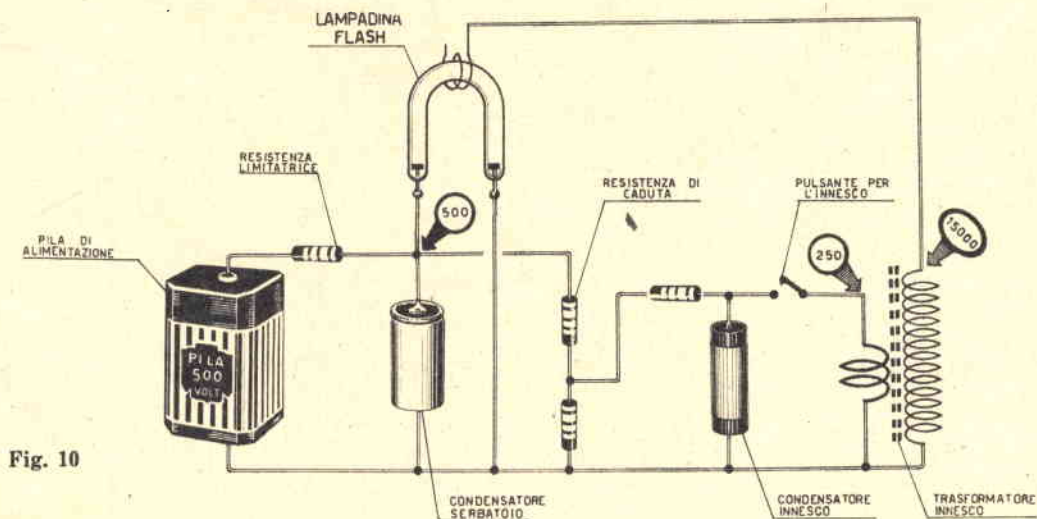 LAMPADINA
FLASH
RESISTENZA
LIMITATRICE
500
RESISTENZA DI
CADUTA
PULSANTE PER
L'INNESCO
15000
250
PILA DI
ALIMENTAZIONE
PILA
500
VOLT
Fig. 10
CONDENSATORE
SERBATOIO
CONDENSATORE
INNESCO
TRASFORMATORE
INNESCO